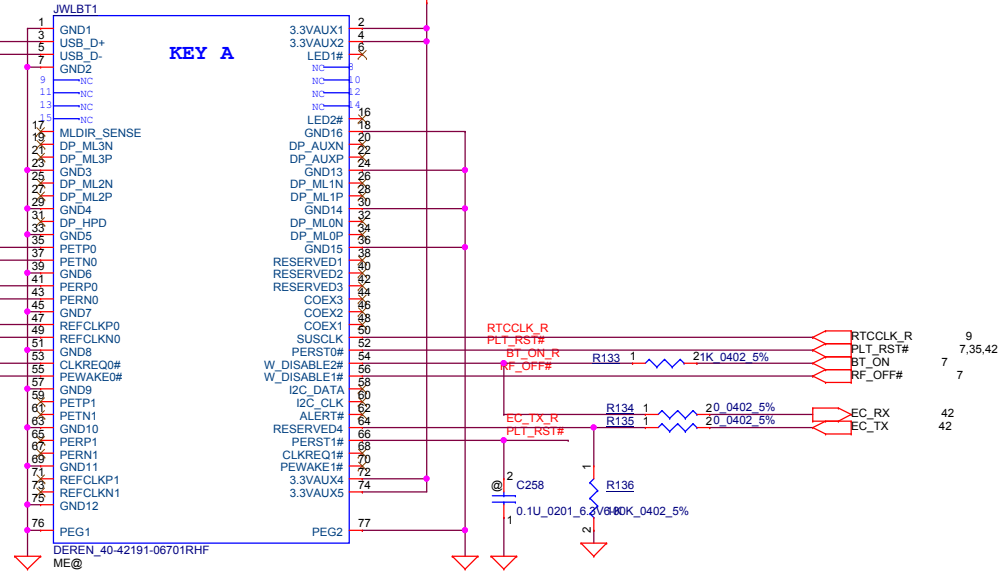 JWLBT1
KEY A
1 GND1 3.3VAUX1 2
3 USB_D+ 3.3VAUX2 4
5 USB_D- LED1# 6
7 GND2 NC 8
9 NC NC 10
11 NC NC 12
13 NC NC 14
15 NC LED2# 16
17 MLDIR_SENSE GND16 18
19 DP_ML3N DP_AUXN 20
21 DP_ML3P DP_AUXP 22
23 GND3 GND13 24
25 DP_ML2N DP_ML1N 26
27 DP_ML2P DP_ML1P 28
29 GND4 GND14 30
31 DP_HPD DP_ML0N 32
33 GND5 DP_ML0P 34
35 PETP0 GND15 36
37 PETN0 RESERVED1 38
39 GND6 RESERVED2 40
41 PERP0 RESERVED3 42
43 PERN0 COEX3 44
45 GND7 COEX2 46
47 REFCLKP0 COEX1 48
49 REFCLKN0 SUSCLK 50 RTCCLK_R RTCCLK_R 9
51 GND8 PERST0# 52 PLT_RST# PLT_RST# 7,35,42
53 CLKREQ0# W_DISABLE2# 54 BT_ON_R R133 1 2 1K_0402_5% BT_ON 7
55 PEWAKE0# W_DISABLE1# 56 RF_OFF# RF_OFF# 7
57 GND9 I2C_DATA 58
59 PETP1 I2C_CLK 60
61 PETN1 ALERT# 62 R134 1 2 0_0402_5% EC_RX 42
63 GND10 RESERVED4 64 EC_TX_R R135 1 2 0_0402_5% EC_TX 42
65 PERP1 PERST1# 66 PLT_RST#
67 PERN1 CLKREQ1# 68
69 GND11 PEWAKE1# 70
71 REFCLKP1 3.3VAUX4 72
73 REFCLKN1 3.3VAUX5 74
75 GND12
76 PEG1 PEG2 77
@ 2 C258 1
0.1U_0201_6.3V
1 R136 2
K_0402_5%
DEREN_40-42191-06701RHF
ME@